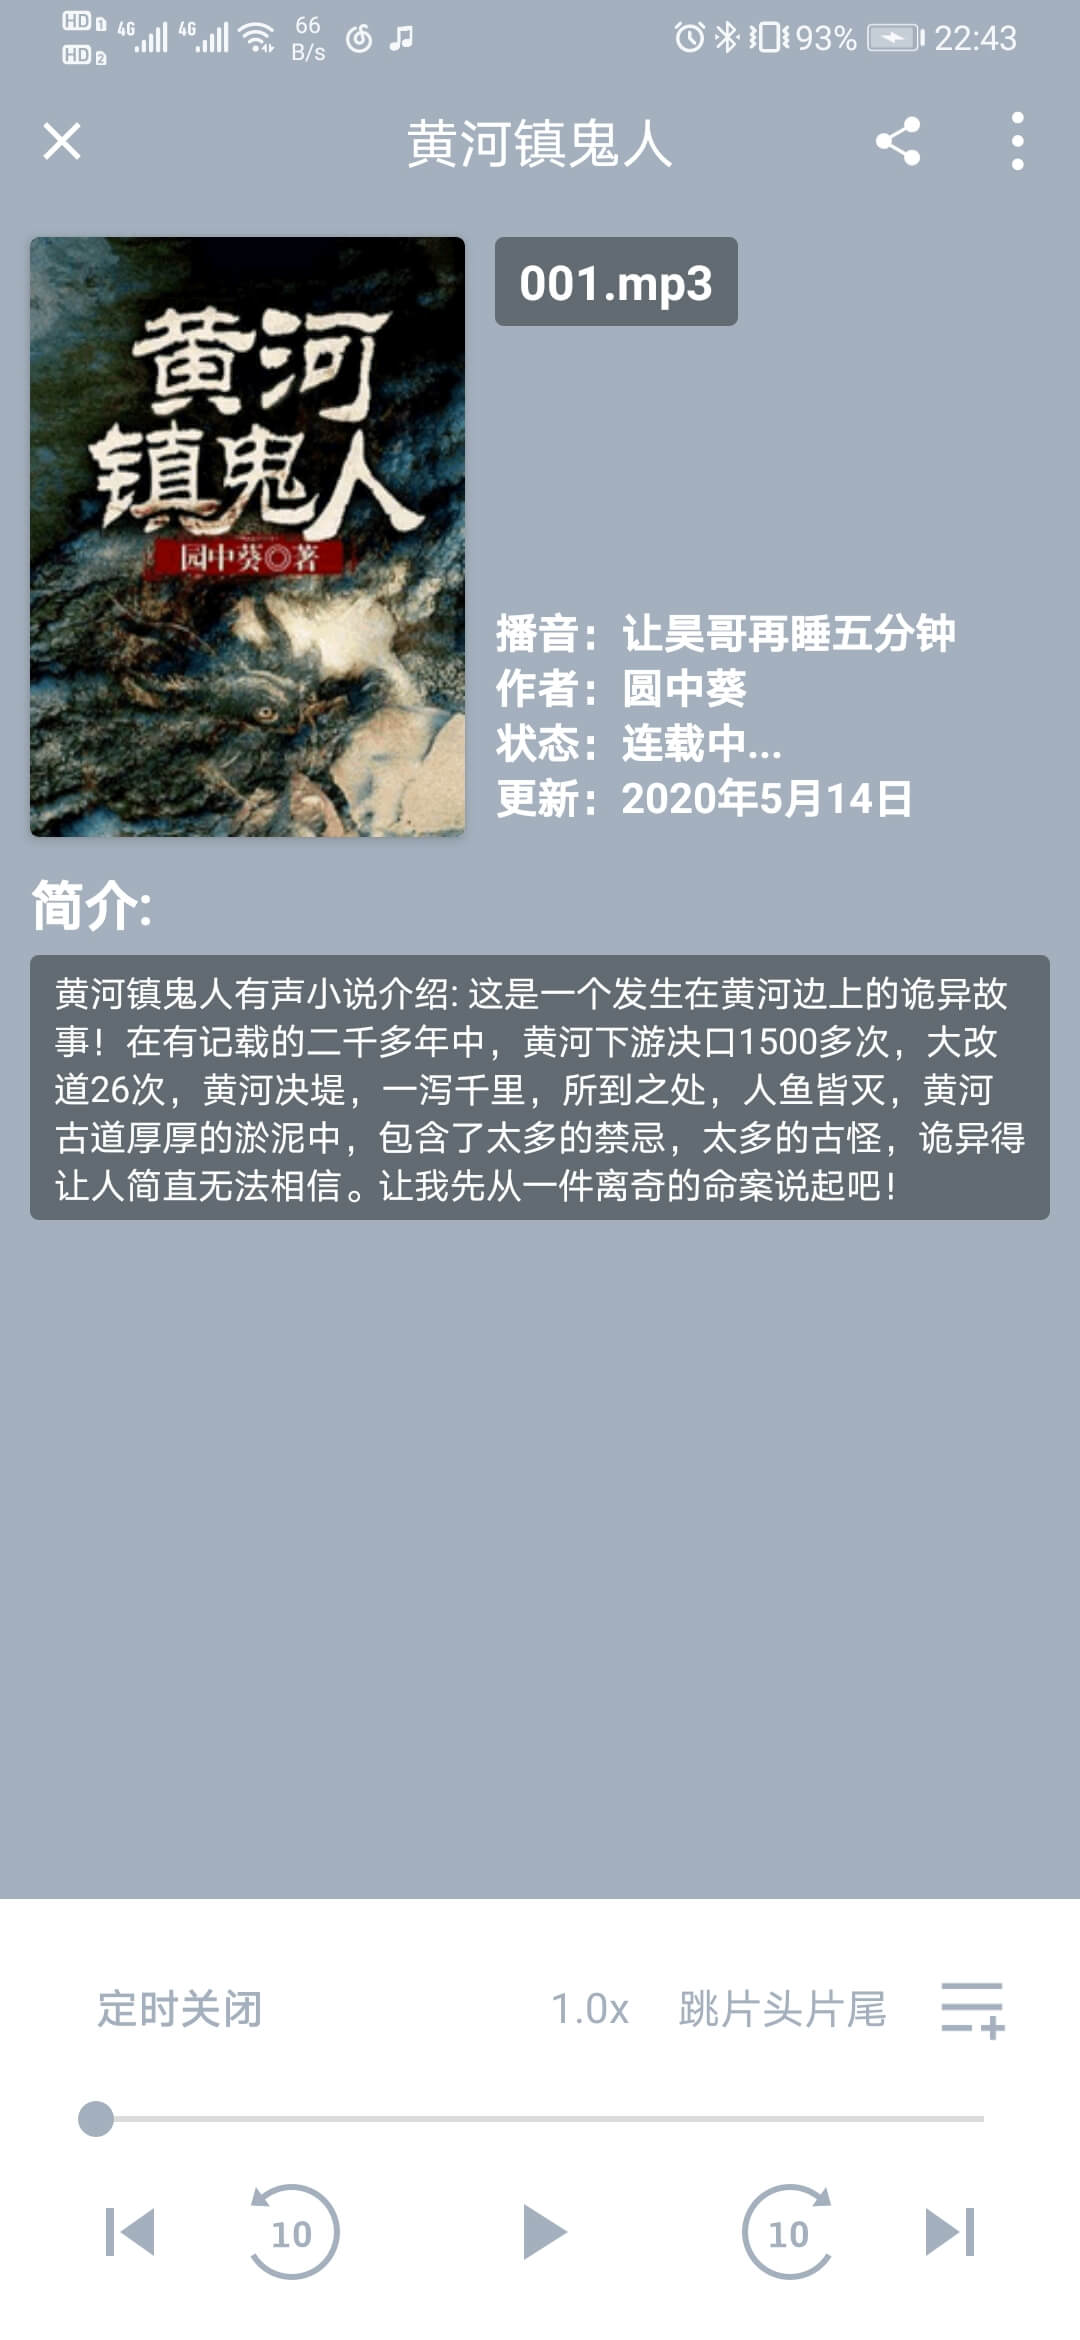 HD 1 4G 4G 66 93% 22:43
HD 2 B/s
黄河镇鬼人
黄河
镇鬼人
园中葵◎著
001.mp3
播音：让昊哥再睡五分钟
作者：圆中葵
状态：连载中...
更新：2020年5月14日
简介:
黄河镇鬼人有声小说介绍: 这是一个发生在黄河边上的诡异故
事！在有记载的二千多年中，黄河下游决口1500多次，大改
道26次，黄河决堤，一泻千里，所到之处，人鱼皆灭，黄河
古道厚厚的淤泥中，包含了太多的禁忌，太多的古怪，诡异得
让人简直无法相信。让我先从一件离奇的命案说起吧！
定时关闭 1.0x 跳片头片尾
10 10